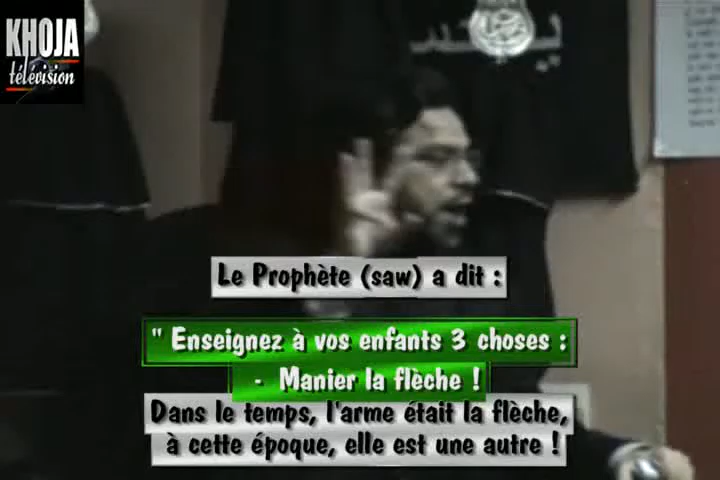 KHOJA
télévision
Le Prophète (saw) a dit :
" Enseignez à vos enfants 3 choses :
- Manier la flèche !
Dans le temps, l'arme était la flèche,
à cette époque, elle est une autre !